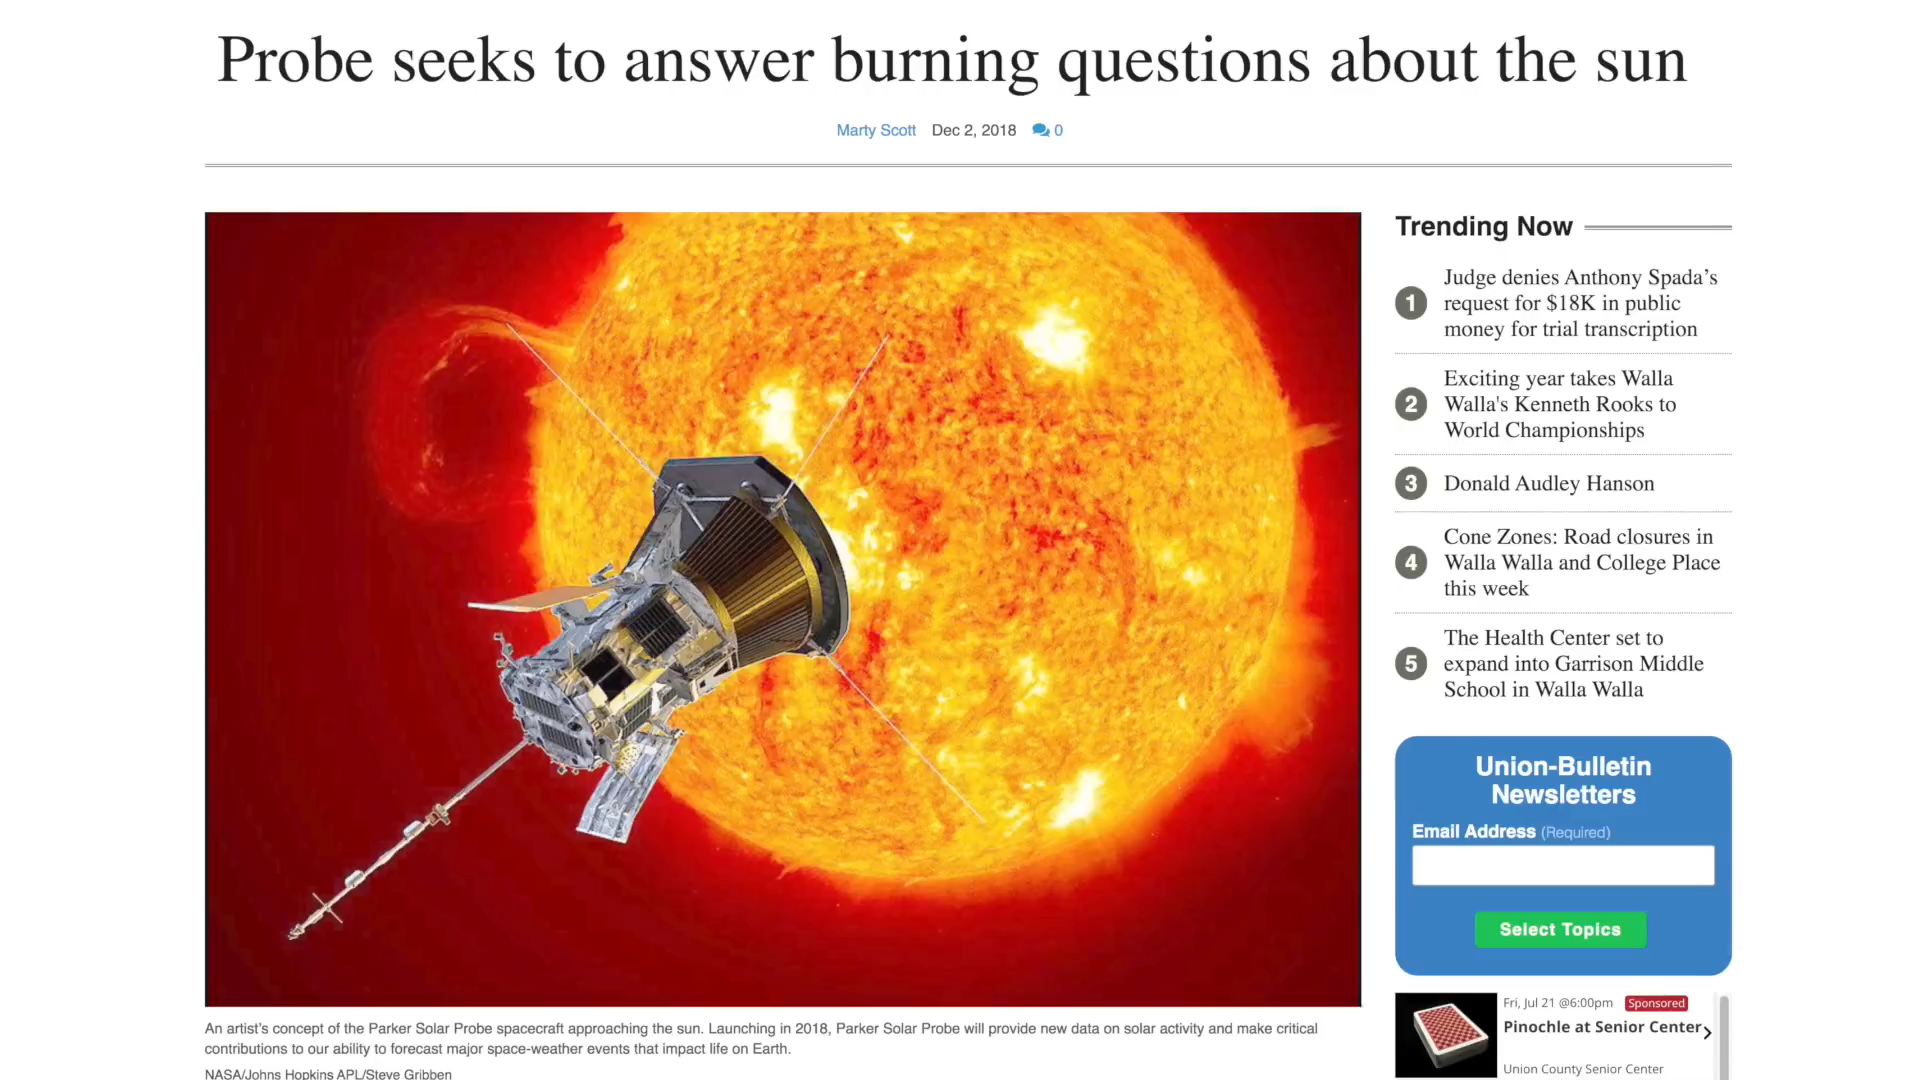 Probe seeks to answer burning questions about the sun
Marty Scott Dec 2, 2018 0
Trending Now
1
Judge denies Anthony Spada’s
request for $18K in public
money for trial transcription
2
Exciting year takes Walla
Walla's Kenneth Rooks to
World Championships
3
Donald Audley Hanson
4
Cone Zones: Road closures in
Walla Walla and College Place
this week
5
The Health Center set to
expand into Garrison Middle
School in Walla Walla
Union-Bulletin
Newsletters
Email Address (Required)
Select Topics
Fri, Jul 21 @6:00pm Sponsored
Pinochle at Senior Center
Union County Senior Center
An artist’s concept of the Parker Solar Probe spacecraft approaching the sun. Launching in 2018, Parker Solar Probe will provide new data on solar activity and make critical
contributions to our ability to forecast major space-weather events that impact life on Earth.
NASA/Johns Hopkins APL/Steve Gribben